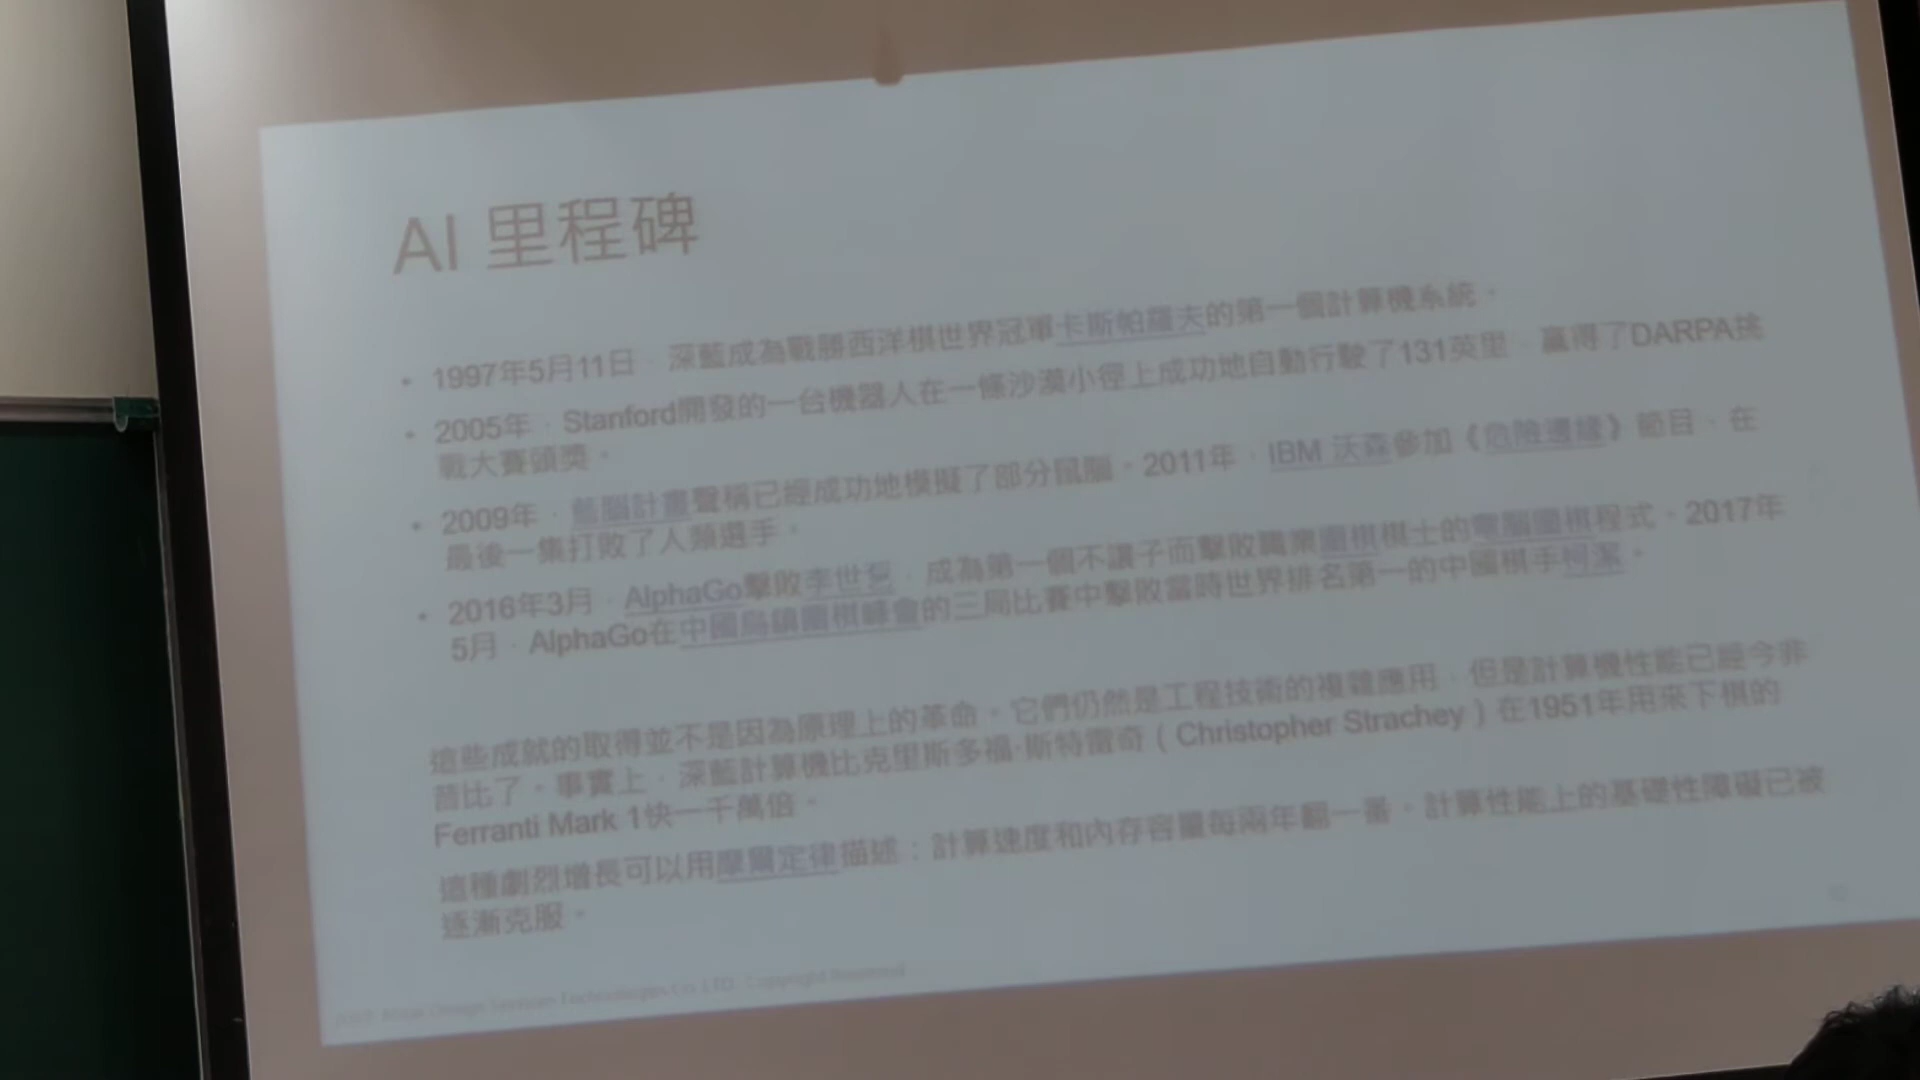 AI 里程碑
• 1997年5月11日，深藍成為戰勝西洋棋世界冠軍卡斯帕羅夫的第一個計算機系統。
• 2005年，Stanford開發的一台機器人在一條沙漠小徑上成功地自動行駛了131英里，贏得了DARPA挑
戰大賽頭獎。
• 2009年，藍腦計畫聲稱已經成功地模擬了部分鼠腦。2011年，IBM 沃森參加《危險邊緣》節目，在
最後一集打敗了人類選手。
• 2016年3月，AlphaGo擊敗李世乭，成為第一個不讓子而擊敗職業圍棋棋士的電腦圍棋程式。2017年
5月，AlphaGo在中國烏鎮圍棋峰會的三局比賽中擊敗當時世界排名第一的中國棋手柯潔。
這些成就的取得並不是因為原理上的革命。它們仍然是工程技術的複雜應用，但是計算機性能已經今非
昔比了。事實上，深藍計算機比克里斯多福·斯特雷奇（Christopher Strachey）在1951年用來下棋的
Ferranti Mark 1快一千萬倍。
這種劇烈增長可以用摩爾定律描述：計算速度和內存容量每兩年翻一番。計算性能上的基礎性障礙已被
逐漸克服。
Copyright Reserved